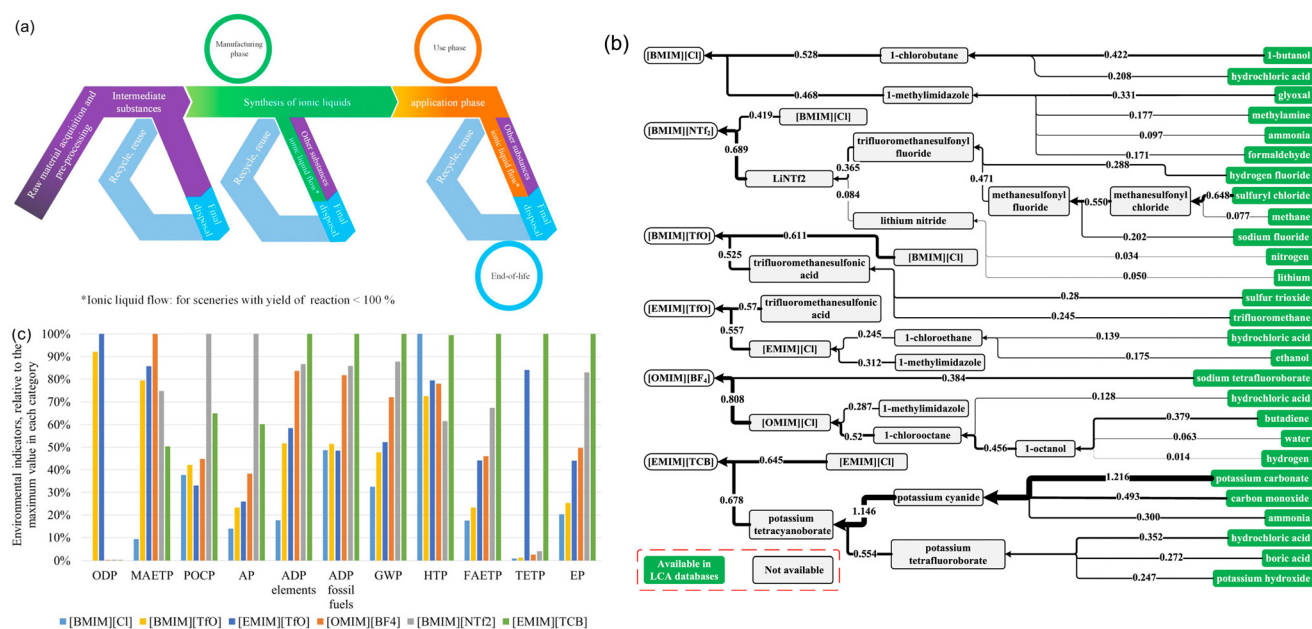 (a)
Manufacturing
phase
Use phase
Raw material acquisition and
pre-processing
Intermediate
substances
Synthesis of ionic liquids
application phase
Recycle, reuse
Final
disposal
Recycle, reuse
Other substances
ionic liquid flow*
Final
disposal
Recycle, reuse
Other substances
ionic liquid flow*
Final
disposal
End-of-life
*Ionic liquid flow: for sceneries with yield of reaction < 100 %
(b)
[BMIM][Cl]
0.528
1-chlorobutane
0.422
1-butanol
0.208
hydrochloric acid
0.468
1-methylimidazole
0.331
glyoxal
0.177
methylamine
0.097
ammonia
0.171
formaldehyde
[BMIM][NTf₂]
0.419
[BMIM][Cl]
0.689
LiNTf2
0.365
trifluoromethanesulfonyl
fluoride
0.288
hydrogen fluoride
0.471
methanesulfonyl
fluoride
0.550
methanesulfonyl
chloride
0.648
sulfuryl chloride
0.077
methane
0.202
sodium fluoride
0.084
lithium nitride
0.034
nitrogen
0.050
lithium
[BMIM][TfO]
0.611
[BMIM][Cl]
0.525
trifluoromethanesulfonic
acid
0.28
sulfur trioxide
0.245
trifluoromethane
[EMIM][TfO]
0.57
trifluoromethanesulfonic
acid
0.557
[EMIM][Cl]
0.245
1-chloroethane
0.139
hydrochloric acid
0.175
ethanol
0.312
1-methylimidazole
[OMIM][BF₄]
0.384
sodium tetrafluoroborate
0.808
[OMIM][Cl]
0.287
1-methylimidazole
0.52
1-chlorooctane
0.128
hydrochloric acid
0.456
1-octanol
0.379
butadiene
0.063
water
0.014
hydrogen
[EMIM][TCB]
0.645
[EMIM][Cl]
0.678
potassium
tetracyanoborate
1.146
potassium cyanide
1.216
potassium carbonate
0.493
carbon monoxide
0.300
ammonia
0.554
potassium
tetrafluoroborate
0.352
hydrochloric acid
0.272
boric acid
0.247
potassium hydroxide
Available in
LCA databases
Not available
(c)
Environmental indicators, relative to the
maximum value in each category
100%
90%
80%
70%
60%
50%
40%
30%
20%
10%
0%
ODP
MAETP
POCP
AP
ADP
elements
ADP
fossil
fuels
GWP
HTP
FAETP
TETP
EP
[BMIM][Cl]
[BMIM][TfO]
[EMIM][TfO]
[OMIM][BF4]
[BMIM][NTf2]
[EMIM][TCB]